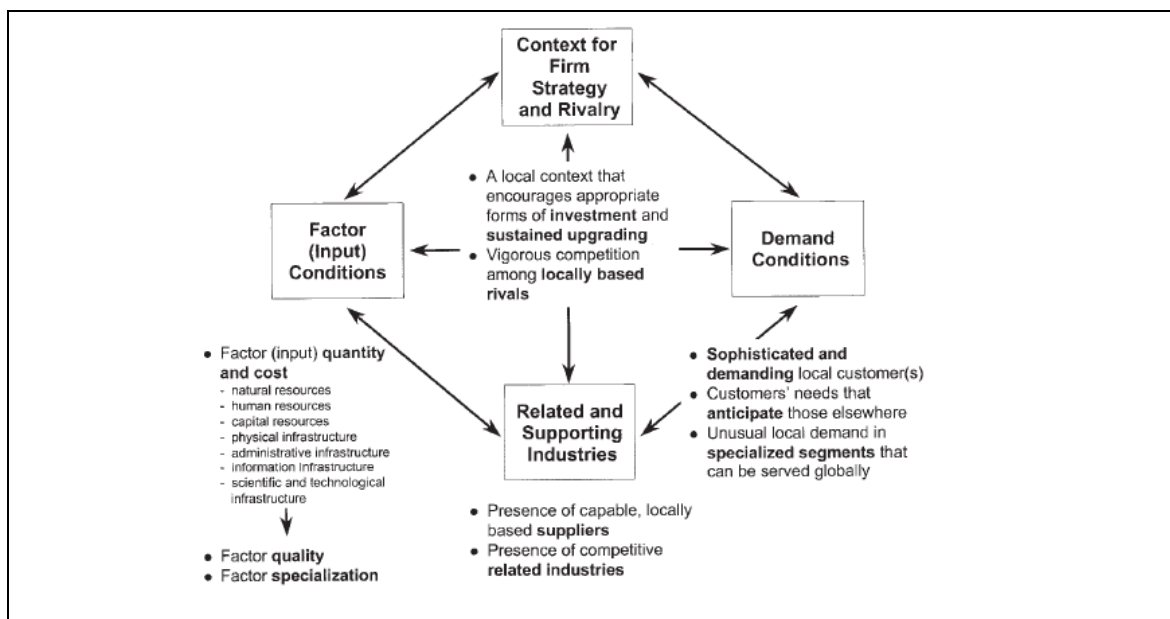 Context for
Firm
Strategy
and Rivalry
● A local context that
encourages appropriate
forms of investment and
sustained upgrading
● Vigorous competition
among locally based
rivals
Factor
(Input)
Conditions
Demand
Conditions
● Factor (input) quantity
and cost
- natural resources
- human resources
- capital resources
- physical infrastructure
- administrative infrastructure
- information Infrastructure
- scientific and technological
infrastructure
● Factor quality
● Factor specialization
Related and
Supporting
Industries
● Presence of capable, locally
based suppliers
● Presence of competitive
related industries
● Sophisticated and
demanding local customer(s)
● Customers' needs that
anticipate those elsewhere
● Unusual local demand in
specialized segments that
can be served globally